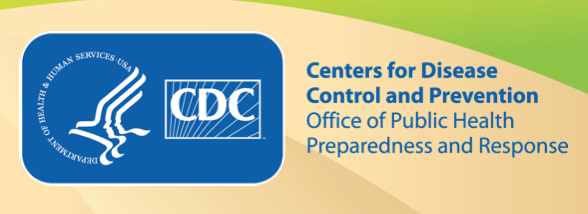 DEPARTMENT OF HEALTH & HUMAN SERVICES · USA
CDC
Centers for Disease
Control and Prevention
Office of Public Health
Preparedness and Response